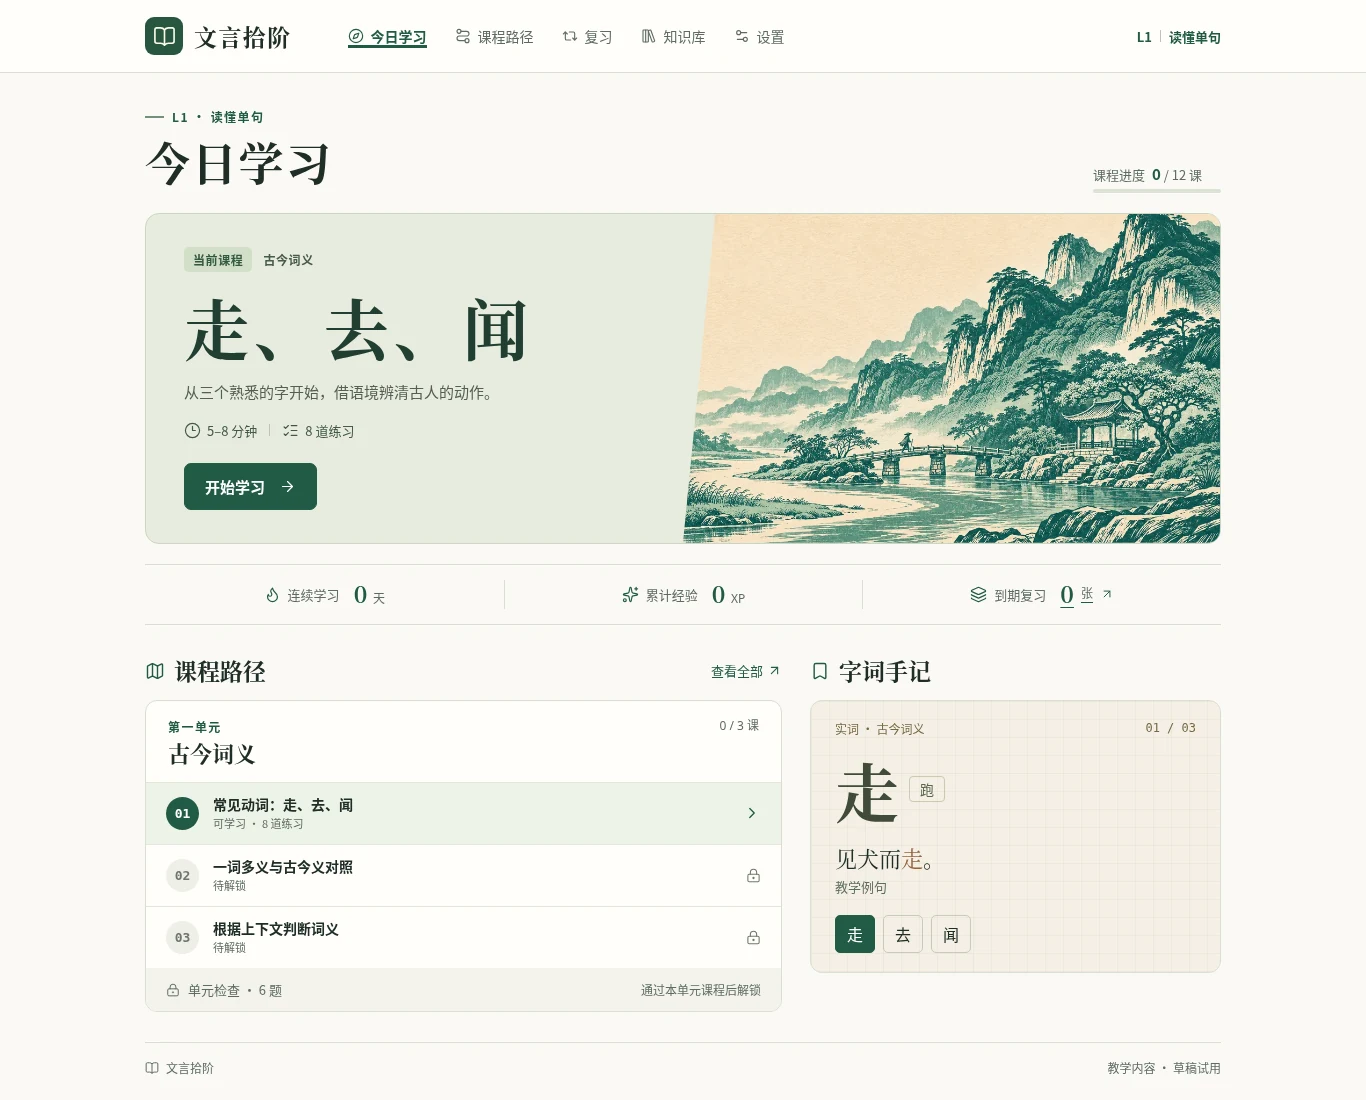 文言拾阶
今日学习
课程路径
复习
知识库
设置
L1 读懂单句
L1 · 读懂单句
今日学习
课程进度 0 / 12 课
当前课程 古今词义
走、去、闻
从三个熟悉的字开始，借语境辨清古人的动作。
5–8 分钟 8 道练习
开始学习
连续学习 0 天
累计经验 0 XP
到期复习 0 张
课程路径
查看全部
第一单元
0 / 3 课
古今词义
01 常见动词：走、去、闻
可学习 · 8 道练习
02 一词多义与古今义对照
待解锁
03 根据上下文判断词义
待解锁
单元检查 · 6 题
通过本单元课程后解锁
字词手记
实词 · 古今词义
01 / 03
走 跑
见犬而走。
教学例句
走 去 闻
文言拾阶
教学内容 · 草稿试用